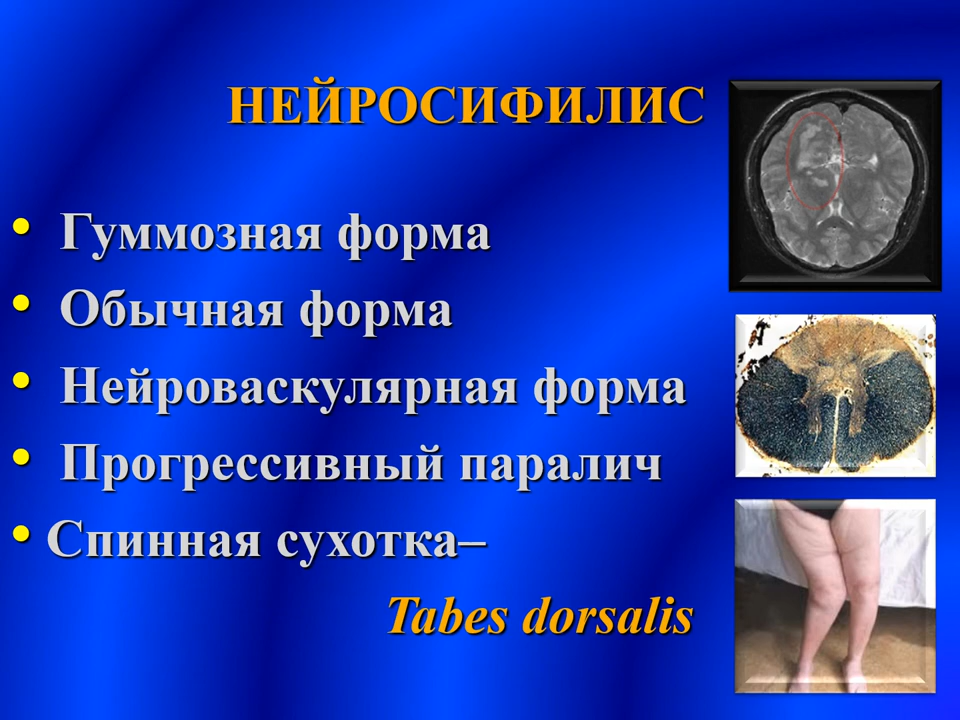 НЕЙРОСИФИЛИС
• Гуммозная форма
• Обычная форма
• Нейроваскулярная форма
• Прогрессивный паралич
• Спинная сухотка–
Tabes dorsalis